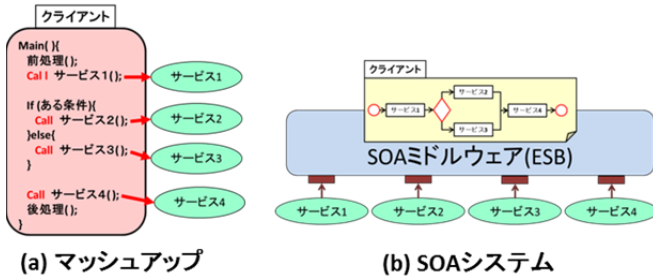 クライアント
Main( ){
前処理();
Call サービス1();
If (ある条件){
Call サービス2();
}else{
Call サービス3();
}
Call サービス4();
後処理();
}
サービス1
サービス2
サービス3
サービス4
(a) マッシュアップ
クライアント
サービス1
サービス2
サービス3
サービス4
SOAミドルウェア(ESB)
サービス1
サービス2
サービス3
サービス4
(b) SOAシステム